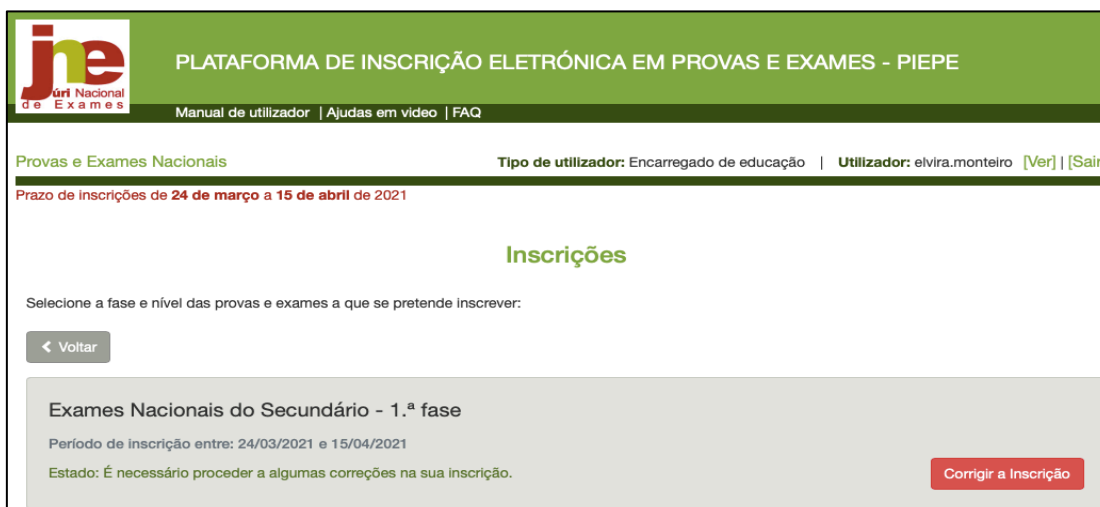 jne
Júri Nacional
de Exames
PLATAFORMA DE INSCRIÇÃO ELETRÓNICA EM PROVAS E EXAMES - PIEPE
Manual de utilizador | Ajudas em video | FAQ
Provas e Exames Nacionais
Tipo de utilizador: Encarregado de educação | Utilizador: elvira.monteiro [Ver] | [Sair
Prazo de inscrições de 24 de março a 15 de abril de 2021
Inscrições
Selecione a fase e nível das provas e exames a que se pretende inscrever:
Voltar
Exames Nacionais do Secundário - 1.ª fase
Período de inscrição entre: 24/03/2021 e 15/04/2021
Estado: É necessário proceder a algumas correções na sua inscrição.
Corrigir a Inscrição